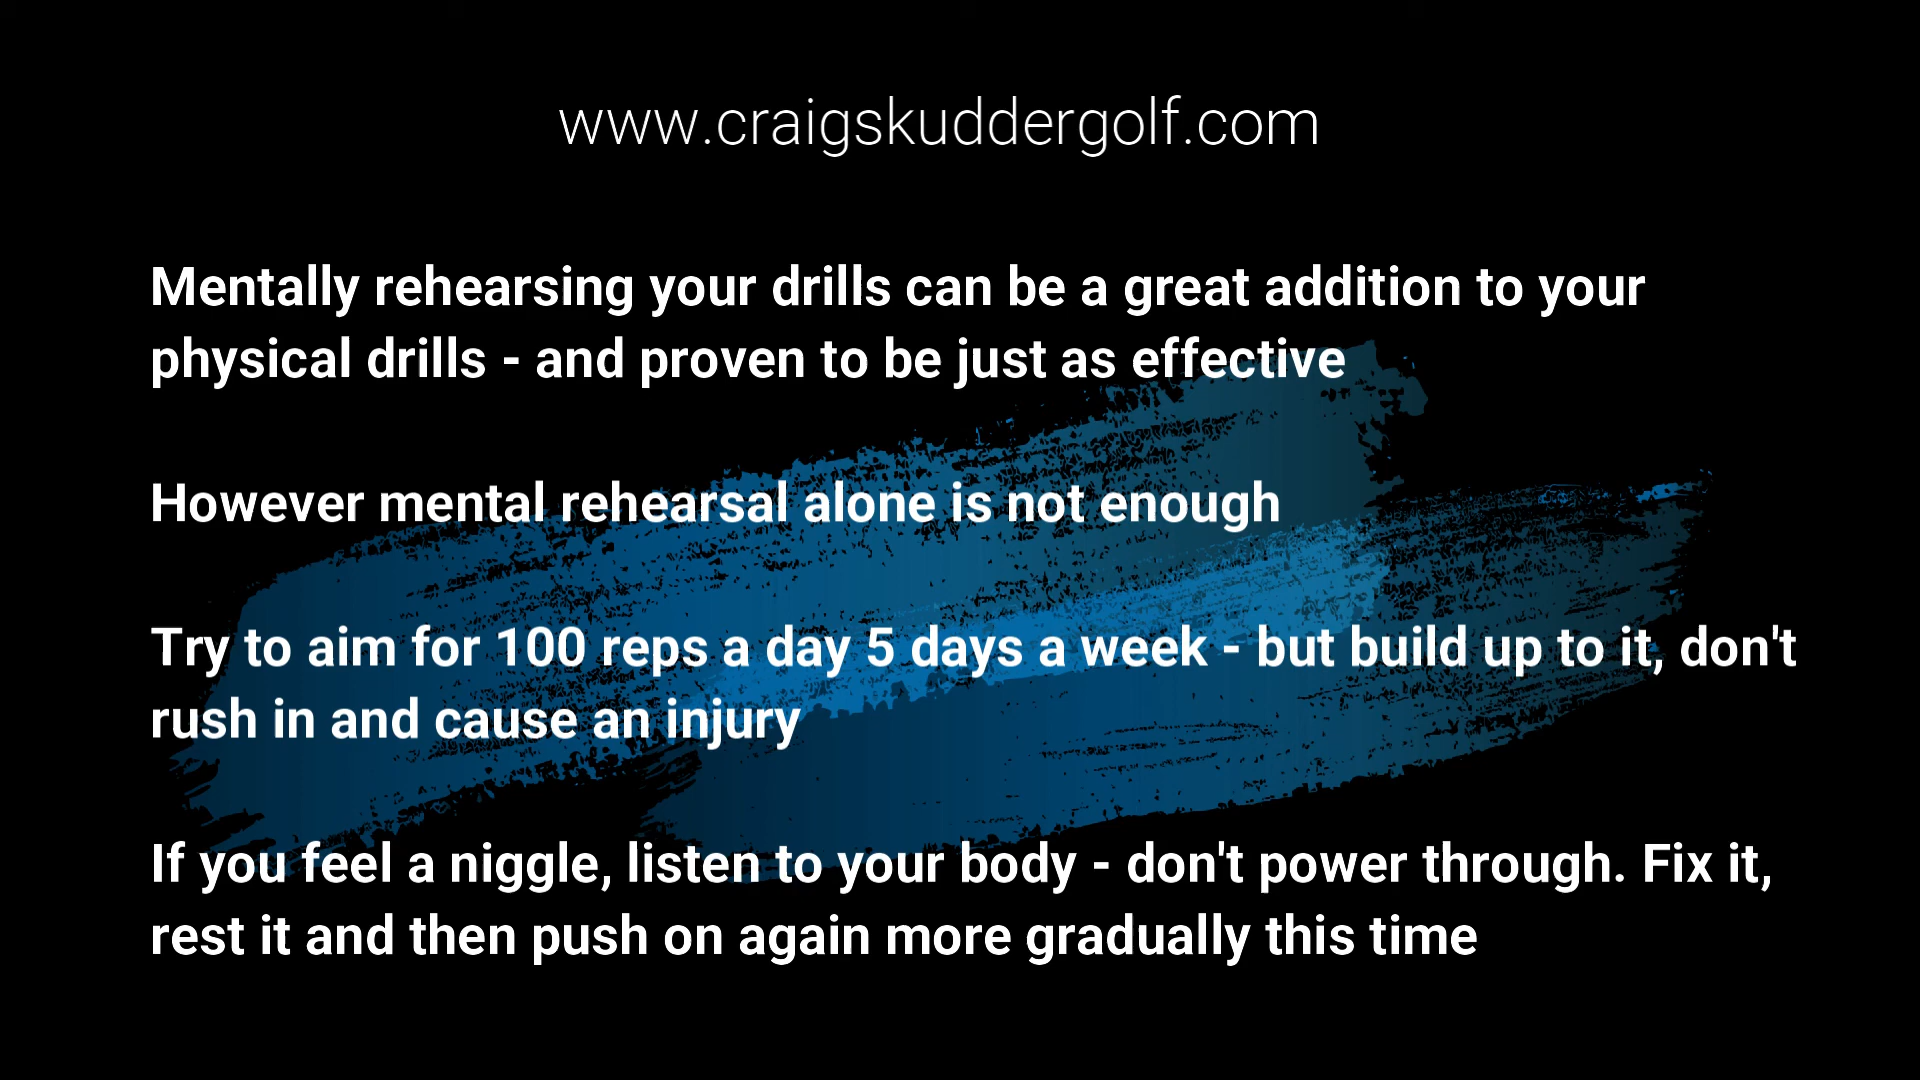 www.craigskuddergolf.com
Mentally rehearsing your drills can be a great addition to your
physical drills - and proven to be just as effective
However mental rehearsal alone is not enough
Try to aim for 100 reps a day 5 days a week - but build up to it, don't
rush in and cause an injury
If you feel a niggle, listen to your body - don't power through. Fix it,
rest it and then push on again more gradually this time